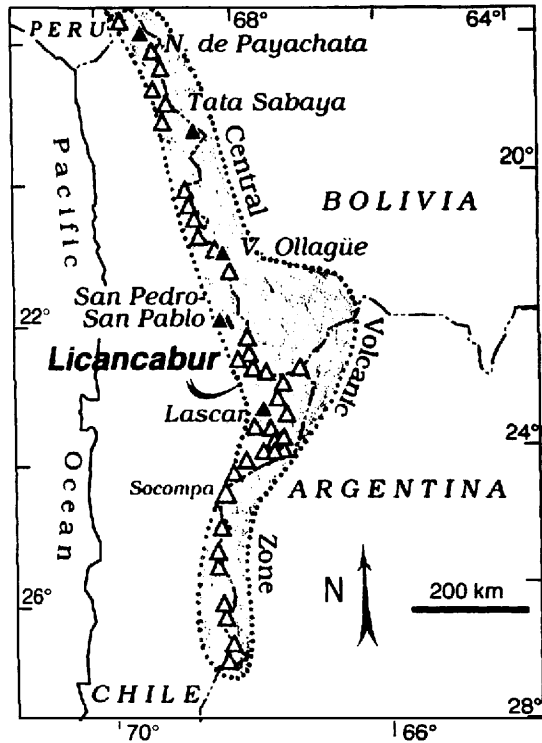 68°
64°
PERU
N. de Payachata
Tata Sabaya
Pacific
Central
20°
BOLIVIA
V. Ollagüe
San Pedro-
San Pablo
22°
Licancabur
Volcanic
Lascar
24°
Ocean
Socompa
ARGENTINA
Zone
N
200 km
26°
CHILE
28°
70°
66°